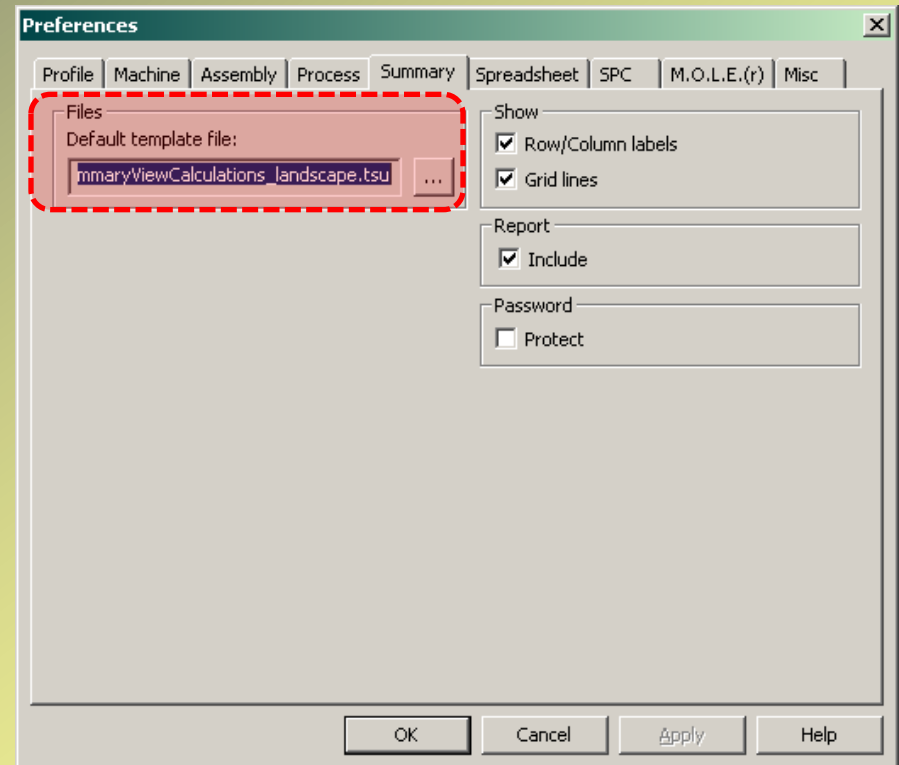 Preferences
Profile Machine Assembly Process Summary Spreadsheet SPC M.O.L.E.(r) Misc
Files
Default template file:
mmaryViewCalculations_landscape.tsu ...
Show
Row/Column labels
Grid lines
Report
Include
Password
Protect
OK Cancel Apply Help